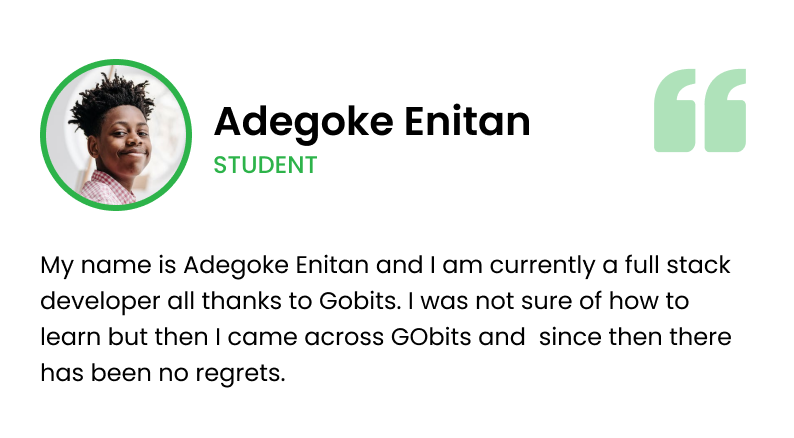 Adegoke Enitan
STUDENT
My name is Adegoke Enitan and I am currently a full stack
developer all thanks to Gobits. I was not sure of how to
learn but then I came across GObits and  since then there
has been no regrets.